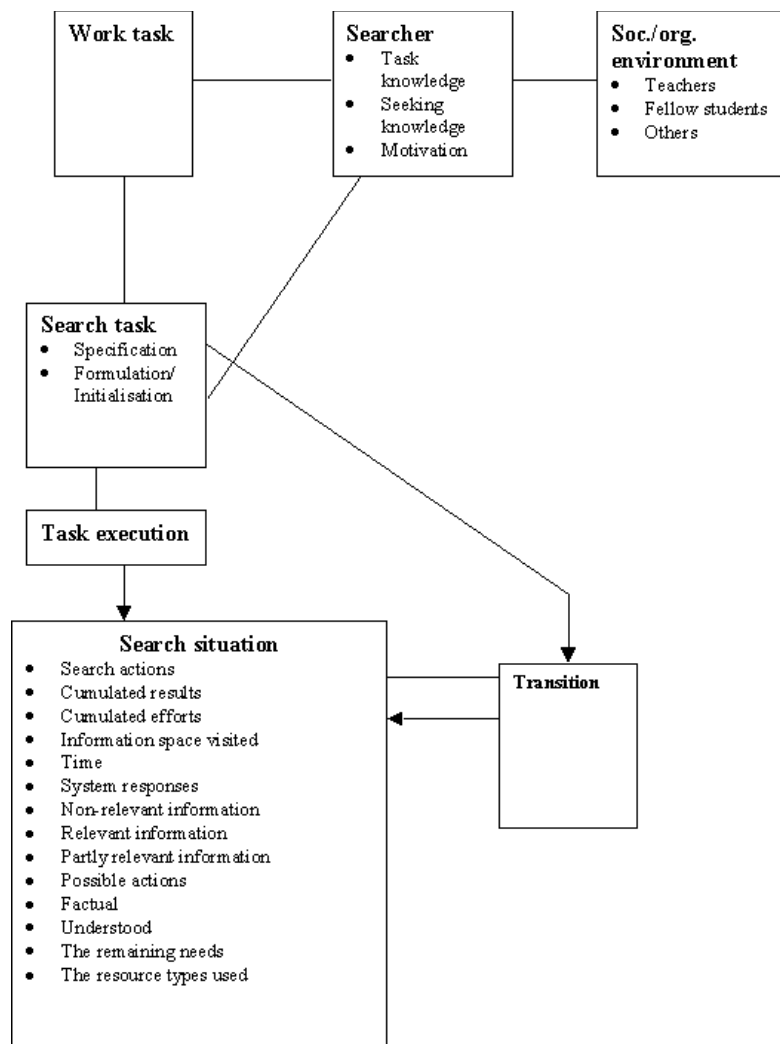 Work task
Searcher
• Task
knowledge
• Seeking
knowledge
• Motivation
Soc./org.
environment
• Teachers
• Fellow students
• Others
Search task
• Specification
• Formulation/
Initialisation
Task execution
Search situation
• Search actions
• Cumulated results
• Cumulated efforts
• Information space visited
• Time
• System responses
• Non-relevant information
• Relevant information
• Partly relevant information
• Possible actions
• Factual
• Understood
• The remaining needs
• The resource types used
Transition